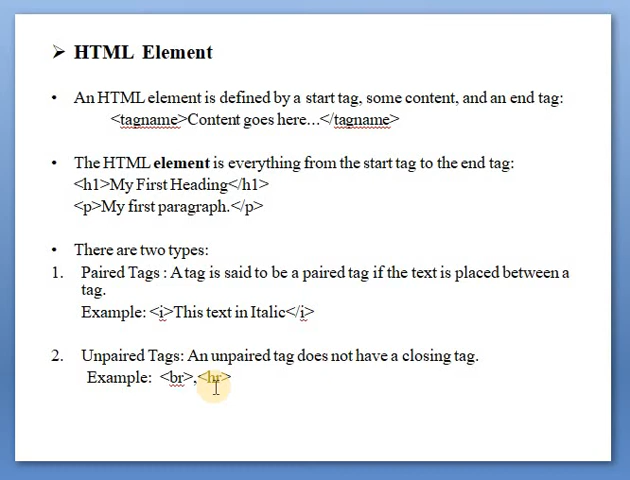 ➢ HTML Element
• An HTML element is defined by a start tag, some content, and an end tag:
<tagname>Content goes here...</tagname>
• The HTML element is everything from the start tag to the end tag:
<h1>My First Heading</h1>
<p>My first paragraph.</p>
• There are two types:
1. Paired Tags : A tag is said to be a paired tag if the text is placed between a
tag.
Example: <i>This text in Italic</i>
2. Unpaired Tags: An unpaired tag does not have a closing tag.
Example: <br>,<hr>